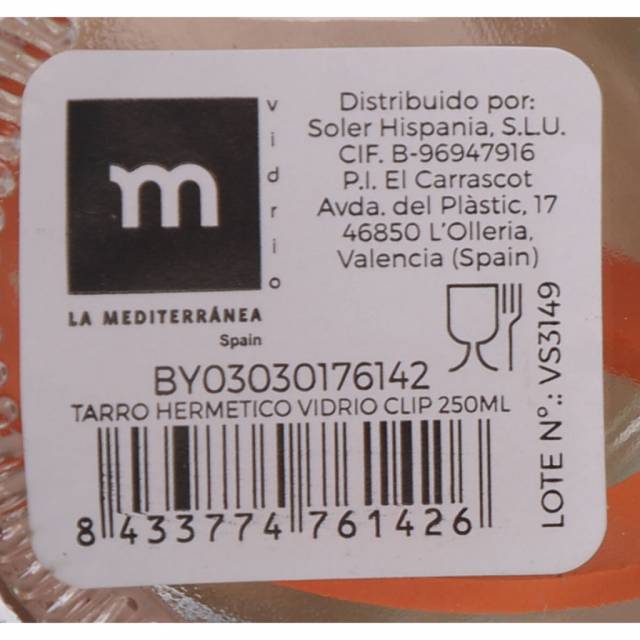 m
vidrio
LA MEDITERRÁNEA
Spain
Distribuido por:
Soler Hispania, S.L.U.
CIF. B-96947916
P.I. El Carrascot
Avda. del Plàstic, 17
46850 L'Olleria,
Valencia (Spain)
BY03030176142
TARRO HERMETICO VIDRIO CLIP 250ML
8 433774 761426
LOTE Nº.: VS3149